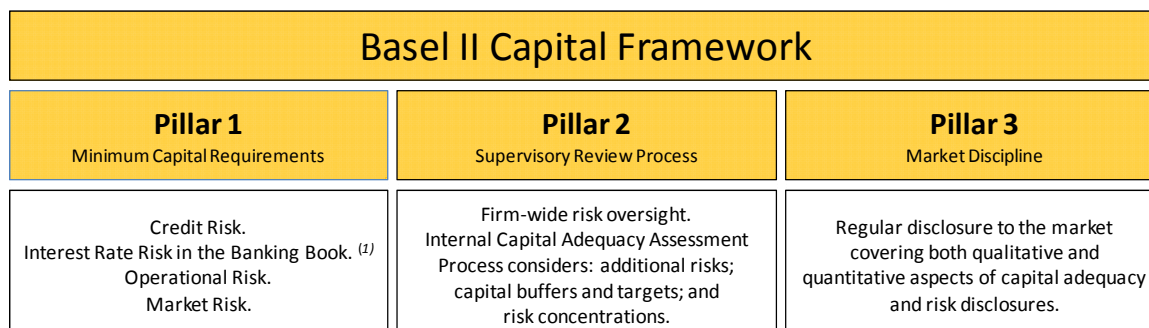 Basel II Capital Framework
Pillar 1
Minimum Capital Requirements
Pillar 2
Supervisory Review Process
Pillar 3
Market Discipline
Credit Risk.
Interest Rate Risk in the Banking Book. (1)
Operational Risk.
Market Risk.
Firm-wide risk oversight.
Internal Capital Adequacy Assessment
Process considers: additional risks;
capital buffers and targets; and
risk concentrations.
Regular disclosure to the market
covering both qualitative and
quantitative aspects of capital adequacy
and risk disclosures.